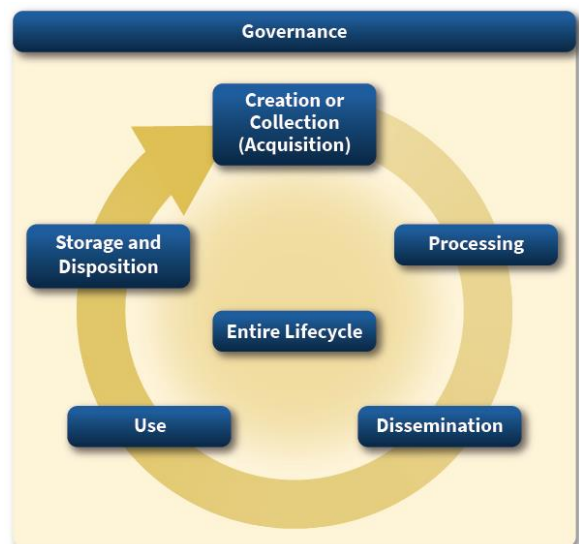 Governance
Creation or
Collection
(Acquisition)
Processing
Dissemination
Use
Storage and
Disposition
Entire Lifecycle